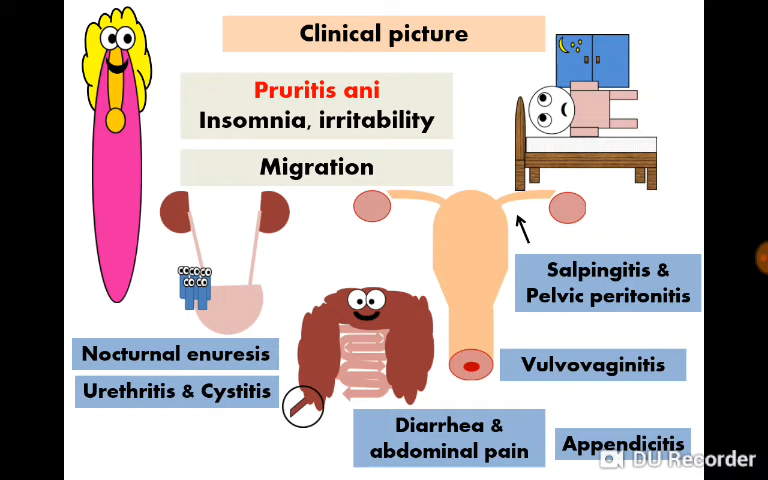 Clinical picture
Pruritis ani
Insomnia, irritability
Migration
Salpingitis &
Pelvic peritonitis
Nocturnal enuresis
Urethritis & Cystitis
Vulvovaginitis
Diarrhea &
abdominal pain
Appendicitis
DU Recorder